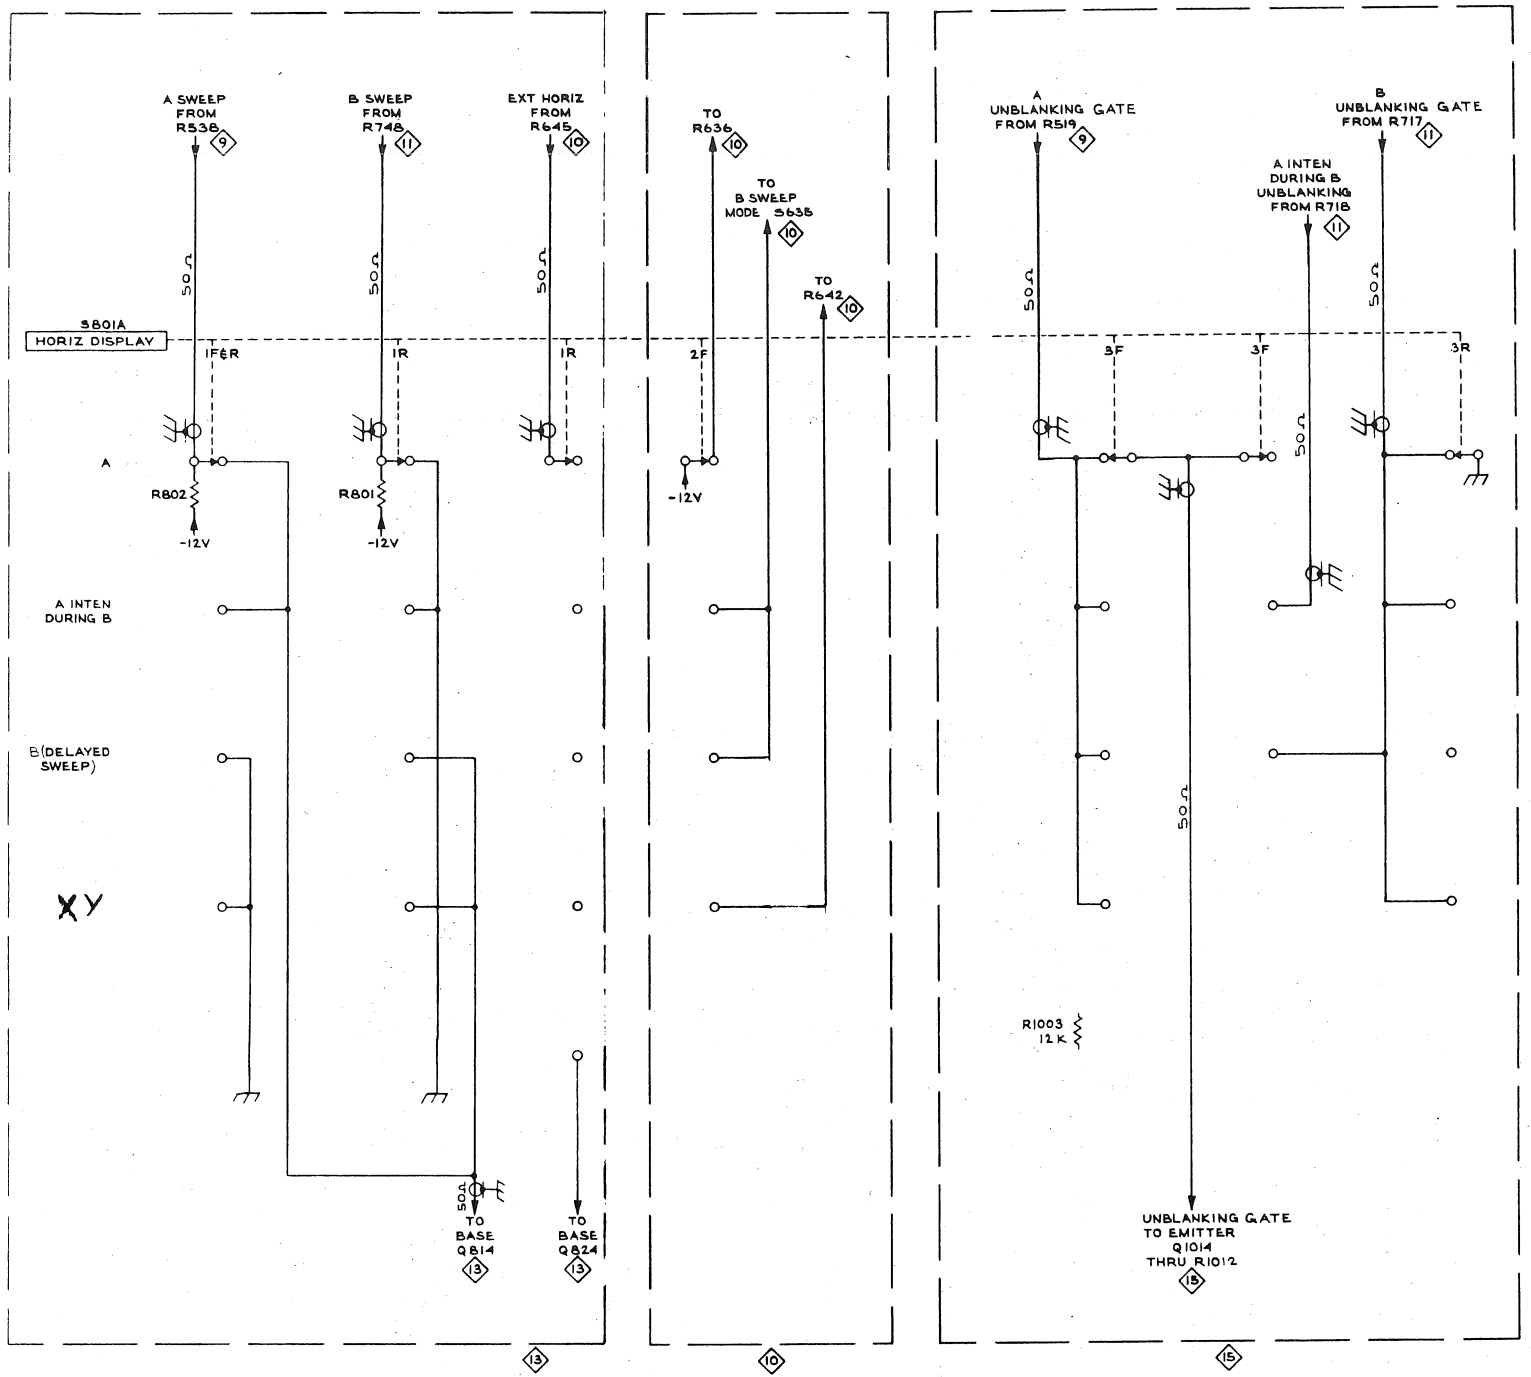 A SWEEP
FROM
R538
9
B SWEEP
FROM
R748
11
EXT HORIZ
FROM
R645
10
TO
R636
10
TO
B SWEEP
MODE S635
10
TO
R642
10
A
UNBLANKING GATE
FROM R519
9
B
UNBLANKING GATE
FROM R717
11
A INTEN
DURING B
UNBLANKING
FROM R718
11
50Ω
50Ω
50Ω
50Ω
50Ω
50Ω
S801A
HORIZ DISPLAY
1F&R
1R
1R
2F
3F
3F
3R
A
R802
-12V
R801
-12V
-12V
A INTEN
DURING B
B (DELAYED
SWEEP)
50Ω
XY
R1003
12K
50Ω
TO
BASE
Q814
13
TO
BASE
Q824
13
UNBLANKING GATE
TO EMITTER
Q1014
THRU R1012
15
13
10
15